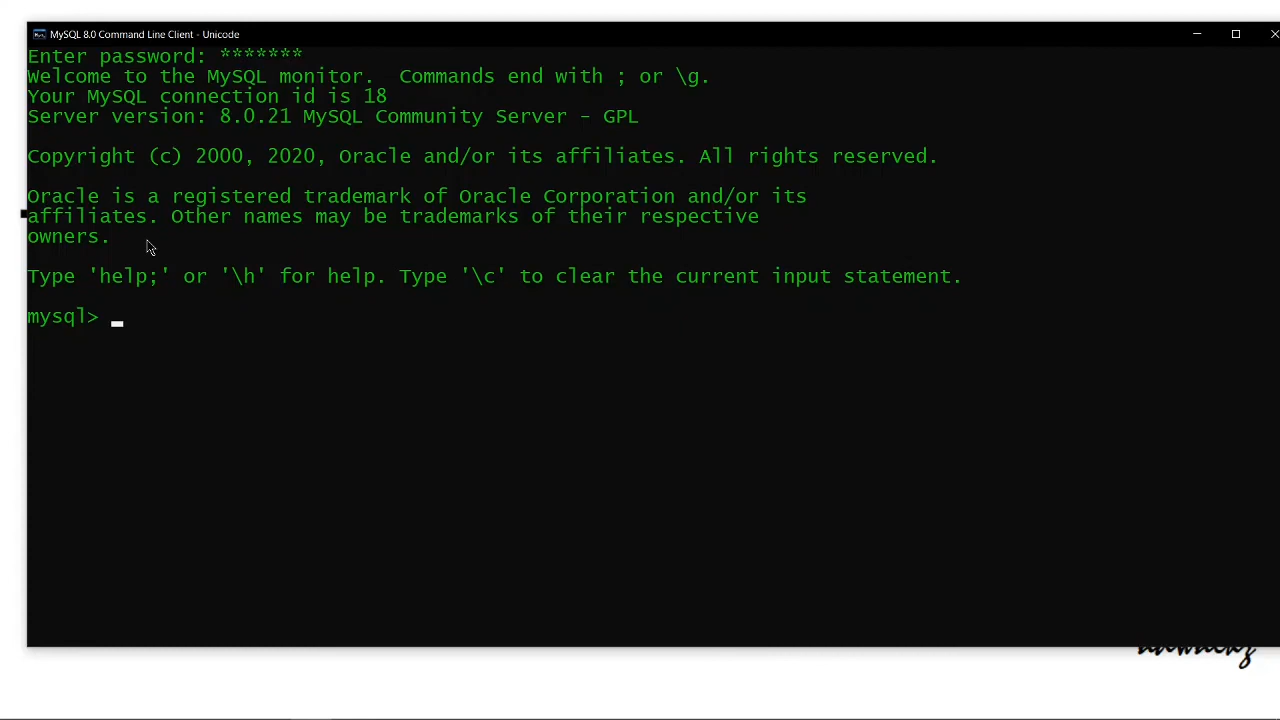 MySQL 8.0 Command Line Client - Unicode
Enter password: *******
Welcome to the MySQL monitor.  Commands end with ; or \g.
Your MySQL connection id is 18
Server version: 8.0.21 MySQL Community Server - GPL
Copyright (c) 2000, 2020, Oracle and/or its affiliates. All rights reserved.
Oracle is a registered trademark of Oracle Corporation and/or its
affiliates. Other names may be trademarks of their respective
owners.
Type 'help;' or '\h' for help. Type '\c' to clear the current input statement.
mysql>